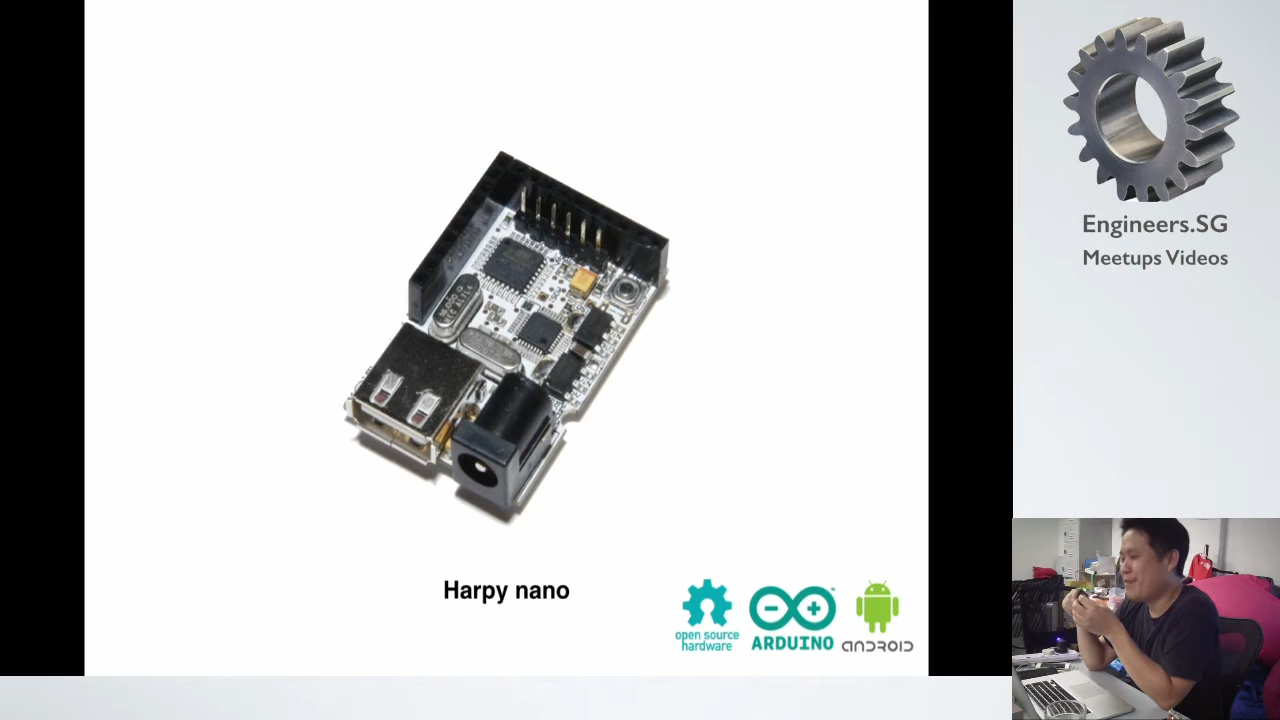 Engineers.SG
Meetups Videos
Harpy nano
open source
hardware
ARDUINO
ANDROID